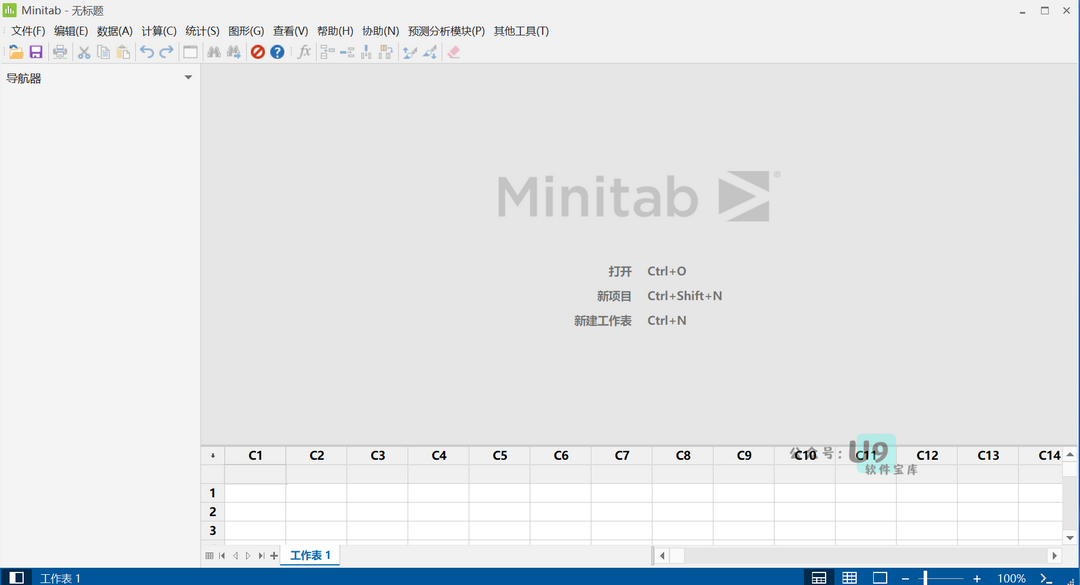 Minitab - 无标题
文件(F) 编辑(E) 数据(A) 计算(C) 统计(S) 图形(G) 查看(V) 帮助(H) 协助(N) 预测分析模块(P) 其他工具(T)
导航器
Minitab
打开 Ctrl+O
新项目 Ctrl+Shift+N
新建工作表 Ctrl+N
C1 C2 C3 C4 C5 C6 C7 C8 C9 C10 C11 C12 C13 C14
公众号: U9
软件宝库
1
2
3
工作表 1
工作表 1 100%